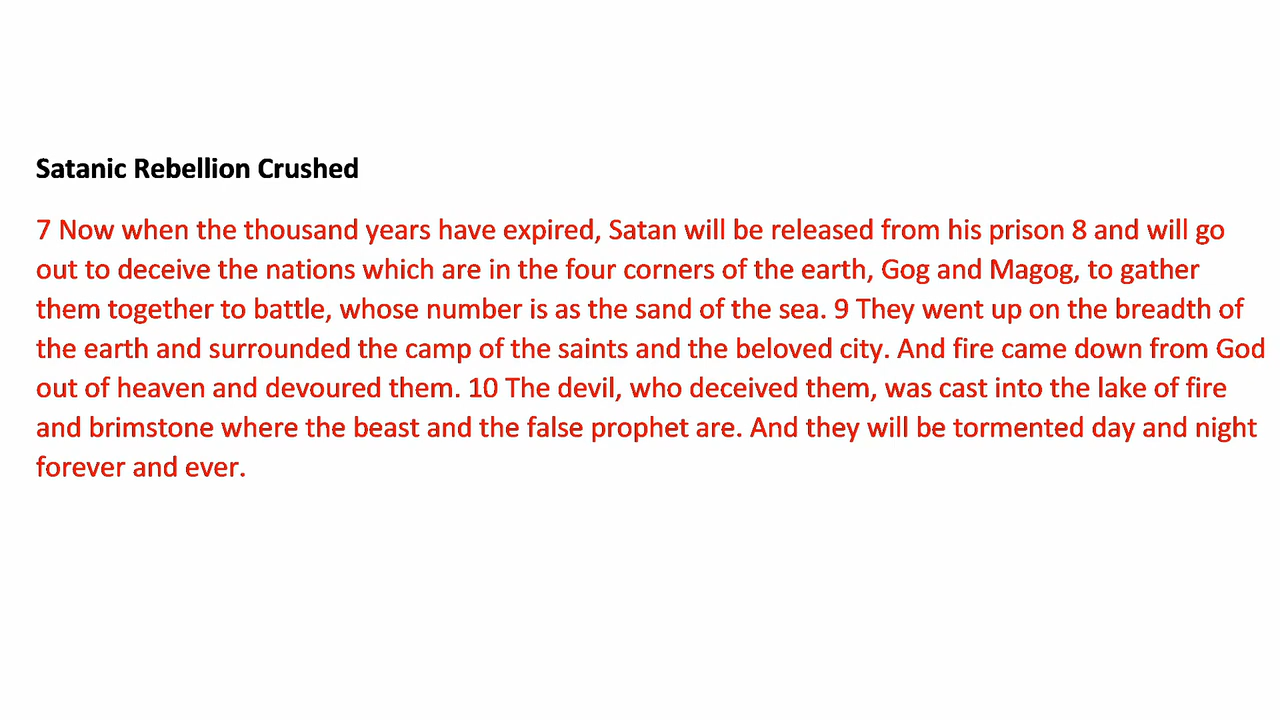 Satanic Rebellion Crushed
7 Now when the thousand years have expired, Satan will be released from his prison 8 and will go
out to deceive the nations which are in the four corners of the earth, Gog and Magog, to gather
them together to battle, whose number is as the sand of the sea. 9 They went up on the breadth of
the earth and surrounded the camp of the saints and the beloved city. And fire came down from God
out of heaven and devoured them. 10 The devil, who deceived them, was cast into the lake of fire
and brimstone where the beast and the false prophet are. And they will be tormented day and night
forever and ever.